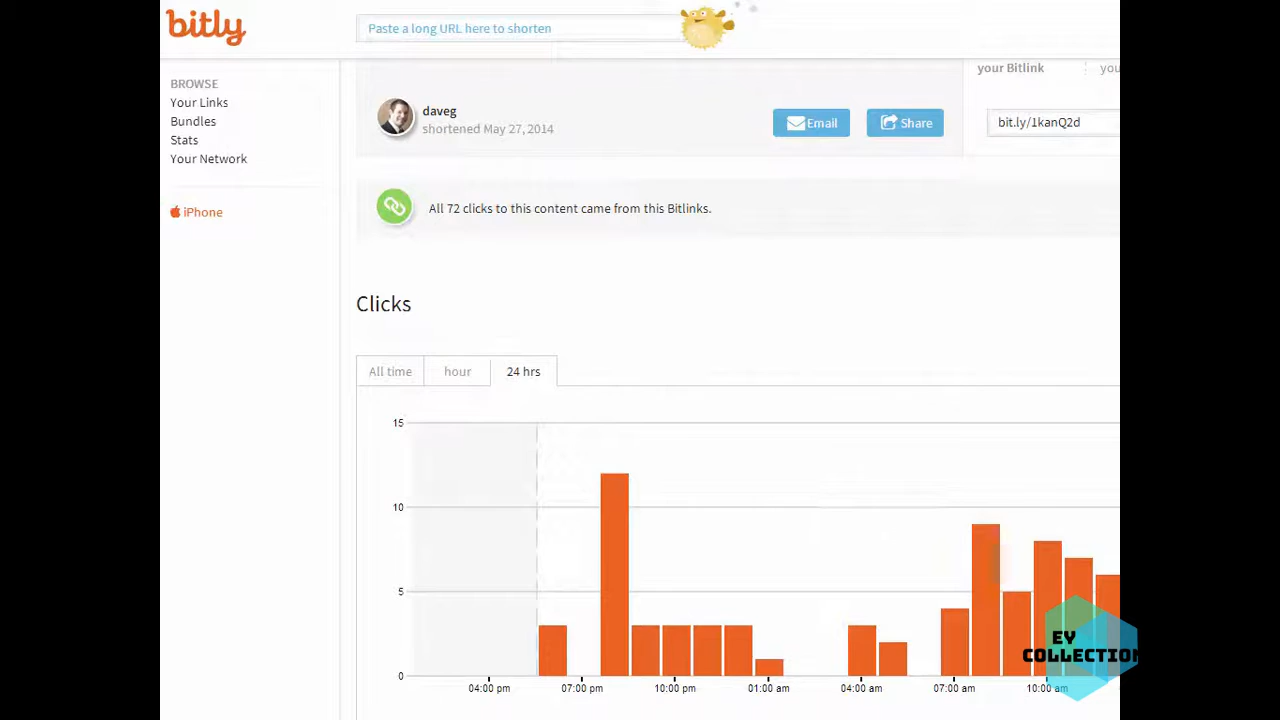 bitly
Paste a long URL here to shorten
BROWSE
Your Links
Bundles
Stats
Your Network
iPhone
your Bitlink
you
daveg
shortened May 27, 2014
Email
Share
bit.ly/1kanQ2d
All 72 clicks to this content came from this Bitlinks.
Clicks
All time
hour
24 hrs
15
10
5
0
04:00 pm
07:00 pm
10:00 pm
01:00 am
04:00 am
07:00 am
10:00 am
EY
COLLECTION